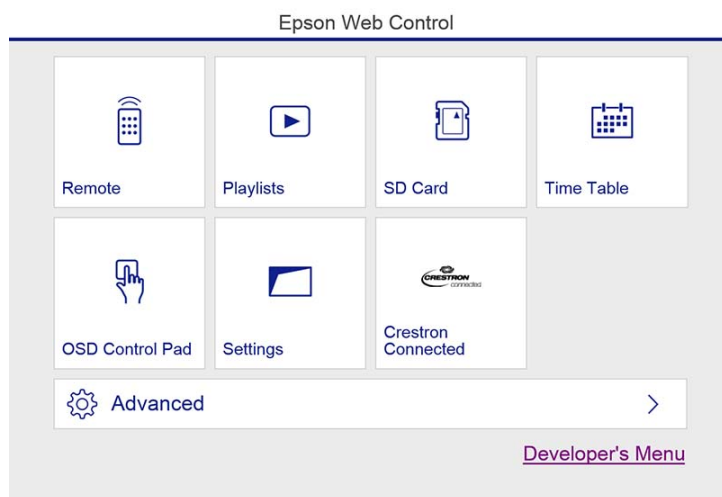 Epson Web Control
Remote
Playlists
SD Card
Time Table
OSD Control Pad
Settings
CRESTRON
connected
Crestron
Connected
Advanced
Developer's Menu